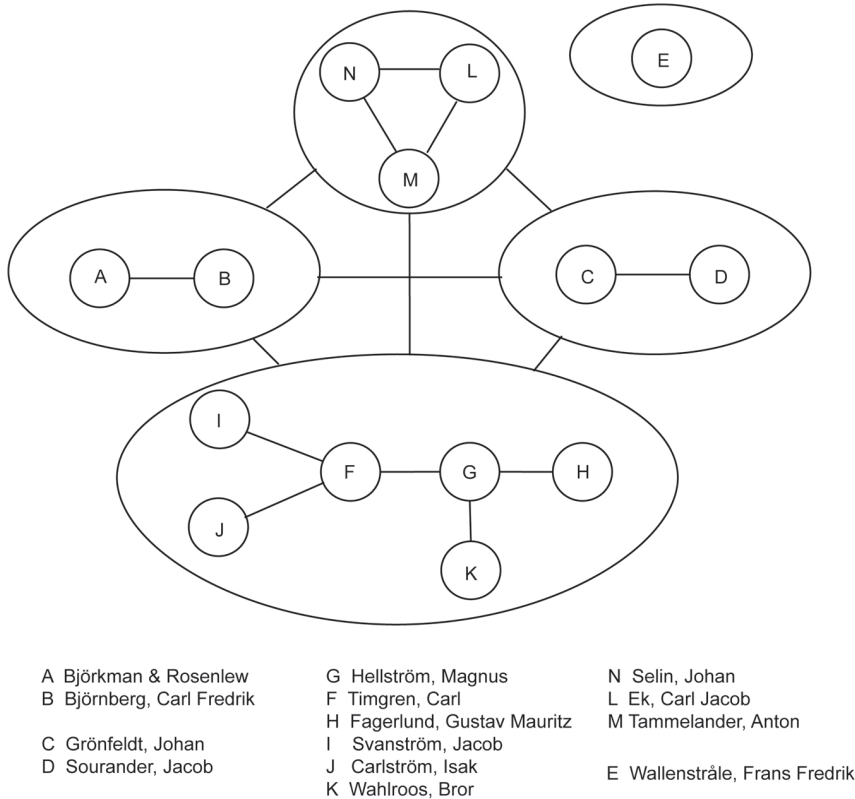 N
L
E
M
A
B
C
D
I
F
G
H
J
K
A Björkman & Rosenlew
B Björnberg, Carl Fredrik
C Grönfeldt, Johan
D Sourander, Jacob
G Hellström, Magnus
F Timgren, Carl
H Fagerlund, Gustav Mauritz
I Svanström, Jacob
J Carlström, Isak
K Wahlroos, Bror
N Selin, Johan
L Ek, Carl Jacob
M Tammelander, Anton
E Wallenstråle, Frans Fredrik